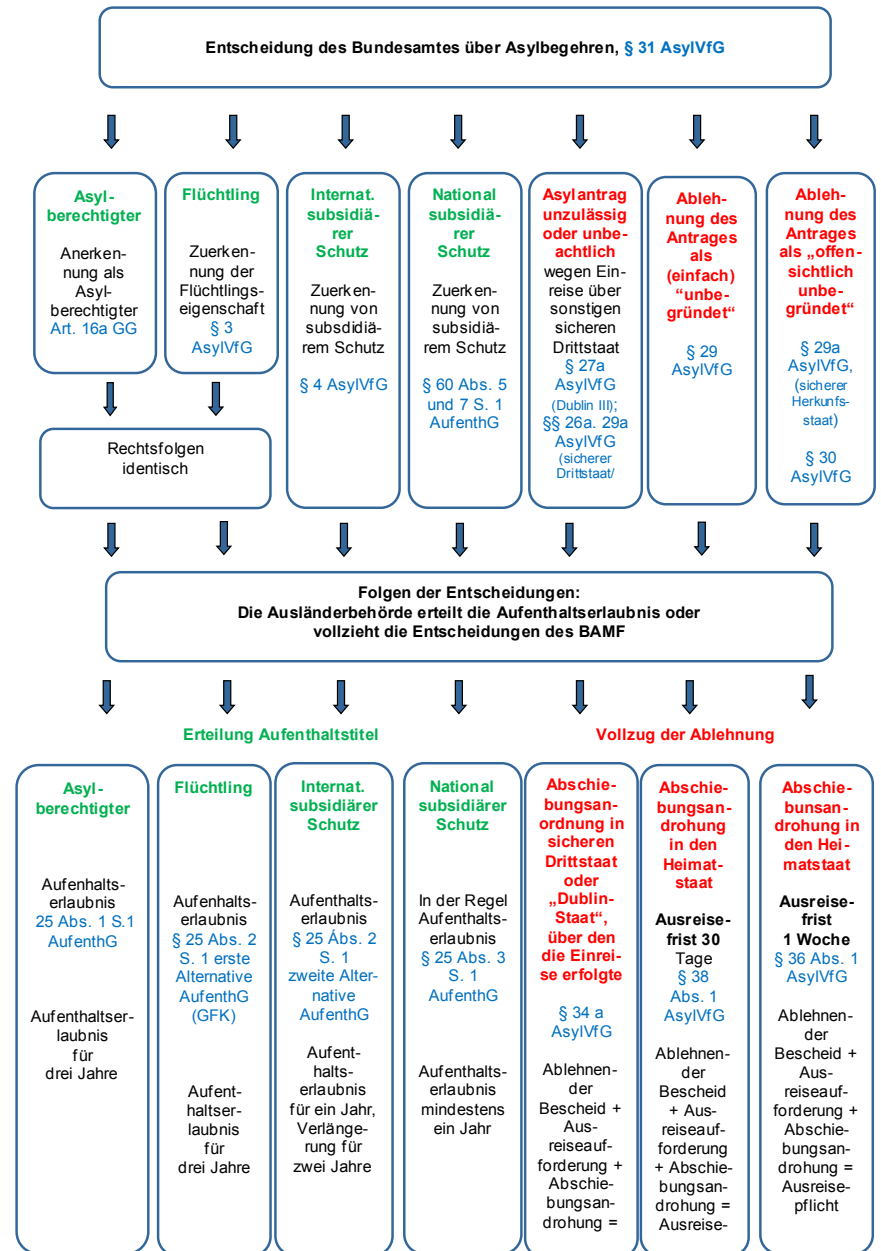 Entscheidung des Bundesamtes über Asylbegehren, § 31 AsylVfG
Asyl-
berechtigter
Anerken-
nung als
Asyl-
berechtigter
Art. 16a GG
Flüchtling
Zuerken-
nung der
Flüchtlings-
eigenschaft
§ 3
AsylVfG
Internat.
subsidiä-
rer
Schutz
Zuerken-
nung von
subsdidiä-
rem Schutz
§ 4 AsylVfG
National
subsidiä-
rer
Schutz
Zuerken-
nung von
subsidiä-
rem Schutz
§ 60 Abs. 5
und 7 S. 1
AufenthG
Asylantrag
unzulässig
oder unbe-
achtlich
wegen Ein-
reise über
sonstigen
sicheren
Drittstaat
§ 27a
AsylVfG
(Dublin III);
§§ 26a. 29a
AsylVfG
(sicherer
Drittstaat/
Ableh-
nung des
Antrages
als
(einfach)
“unbe-
gründet“
§ 29
AsylVfG
Ableh-
nung des
Antrages
als „offen-
sichtlich
unbe-
gründet“
§ 29a
AsylVfG,
(sicherer
Herkunfs-
staat)
§ 30
AsylVfG
Rechtsfolgen
identisch
Folgen der Entscheidungen:
Die Ausländerbehörde erteilt die Aufenthaltserlaubnis oder
vollzieht die Entscheidungen des BAMF
Erteilung Aufenthaltstitel
Vollzug der Ablehnung
Asyl-
berechtigter
Aufenhalts-
erlaubnis
25 Abs. 1 S.1
AufenthG
Aufenthaltser-
laubnis
für
drei Jahre
Flüchtling
Aufenhalts-
erlaubnis
§ 25 Abs. 2
S. 1 erste
Alternative
AufenthG
(GFK)
Aufent-
haltser-
laubnis
für
drei Jahre
Internat.
subsidiärer
Schutz
Aufenthalts-
erlaubnis
§ 25 Ábs. 2
S. 1
zweite Alter-
native
AufenthG
Aufent-
halts-
erlaubnis
für ein Jahr,
Verlänge-
rung für
zwei Jahre
National
subsidiärer
Schutz
In der Regel
Aufenthalts-
erlaubnis
§ 25 Abs. 3
S. 1
AufenthG
Aufenthalts-
erlaubnis
mindestens
ein Jahr
Abschie-
bungsan-
ordnung in
sicheren
Drittstaat
oder
„Dublin-
Staat“,
über den
die Einrei-
se erfolgte
§ 34 a
AsylVfG
Ablehnen-
der
Bescheid +
Aus-
reiseauf-
forderung +
Abschie-
bungsan-
drohung =
Abschie-
bungsan-
drohung
in den
Heimat-
staat
Ausreise-
frist 30
Tage
§ 38
Abs. 1
AsylVfG
Ablehnen-
der
Bescheid
+ Aus-
reiseauf-
forderung
+ Abschie-
bungsan-
drohung =
Ausreise-
Abschie-
bunsan-
drohung in
den Hei-
matstaat
Ausreise-
frist
1 Woche
§ 36 Abs. 1
AsylVfG
Ablehnen-
der
Bescheid +
Aus-
reiseauf-
forderung +
Abschie-
bungsan-
drohung =
Ausreise-
pflicht